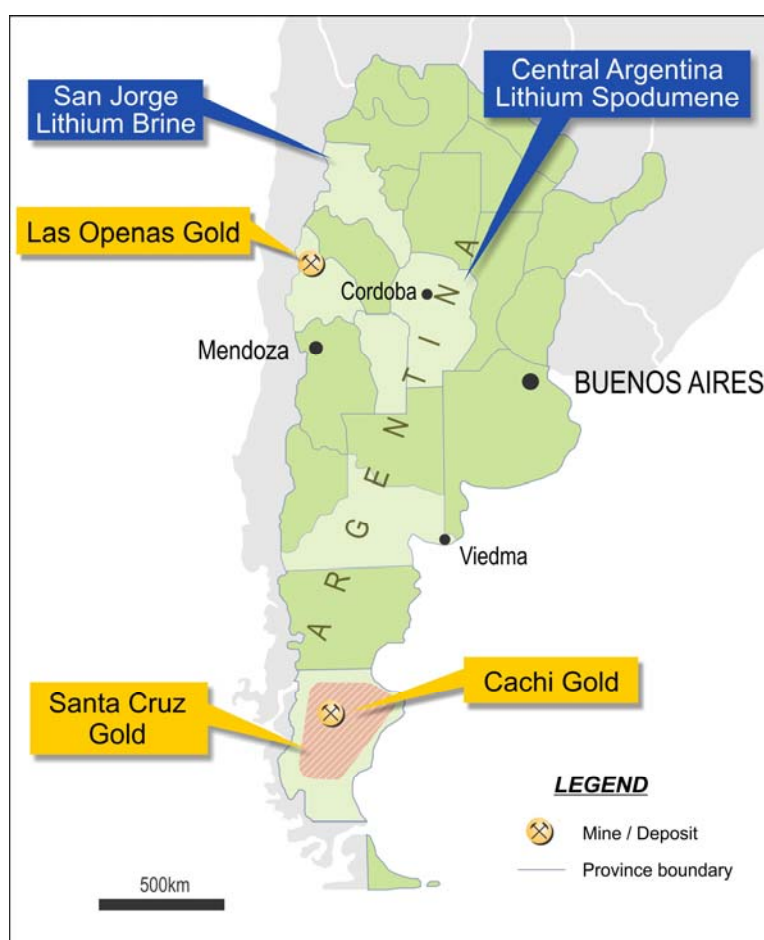 San Jorge
Lithium Brine
Central Argentina
Lithium Spodumene
Las Openas Gold
Cordoba
Mendoza
BUENOS AIRES
ARGENTINA
Viedma
Santa Cruz
Gold
Cachi Gold
LEGEND
Mine / Deposit
Province boundary
500km